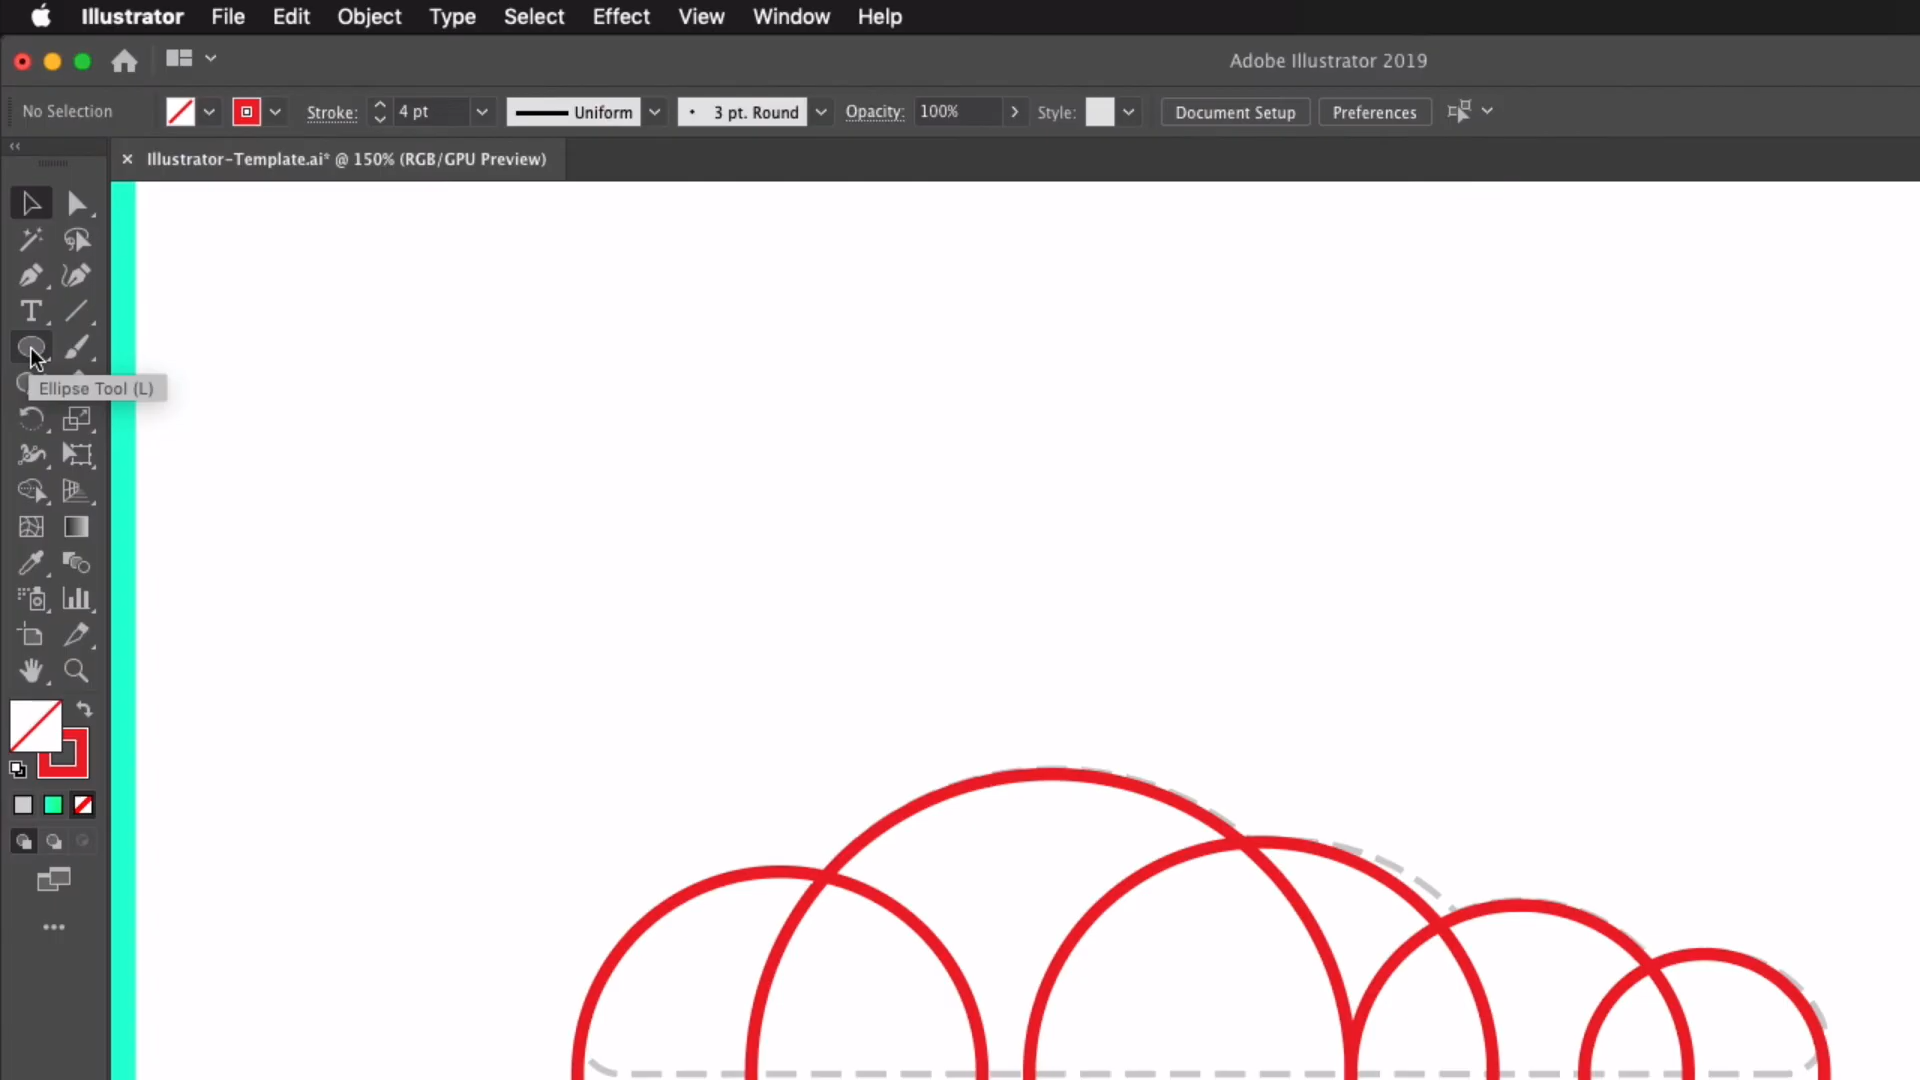 Illustrator File Edit Object Type Select Effect View Window Help
Adobe Illustrator 2019
No Selection Stroke: 4 pt Uniform 3 pt. Round Opacity: 100% Style: Document Setup Preferences
Illustrator-Template.ai* @ 150% (RGB/GPU Preview)
Ellipse Tool (L)